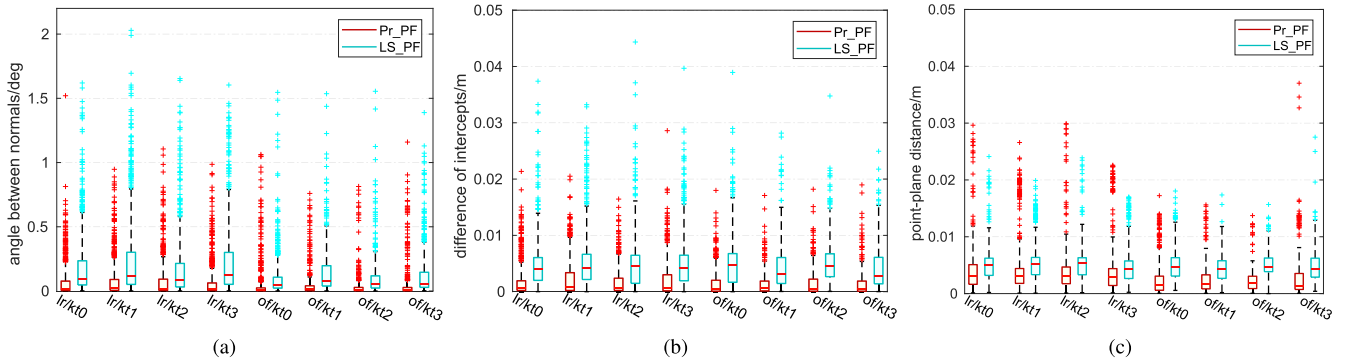 angle between normals/deg
2
1.5
1
0.5
0
Pr_PF
LS_PF
lr/kt0 lr/kt1 lr/kt2 lr/kt3 of/kt0 of/kt1 of/kt2 of/kt3
(a)
difference of intercepts/m
0.05
0.04
0.03
0.02
0.01
0
Pr_PF
LS_PF
lr/kt0 lr/kt1 lr/kt2 lr/kt3 of/kt0 of/kt1 of/kt2 of/kt3
(b)
point-plane distance/m
0.05
0.04
0.03
0.02
0.01
0
Pr_PF
LS_PF
lr/kt0 lr/kt1 lr/kt2 lr/kt3 of/kt0 of/kt1 of/kt2 of/kt3
(c)